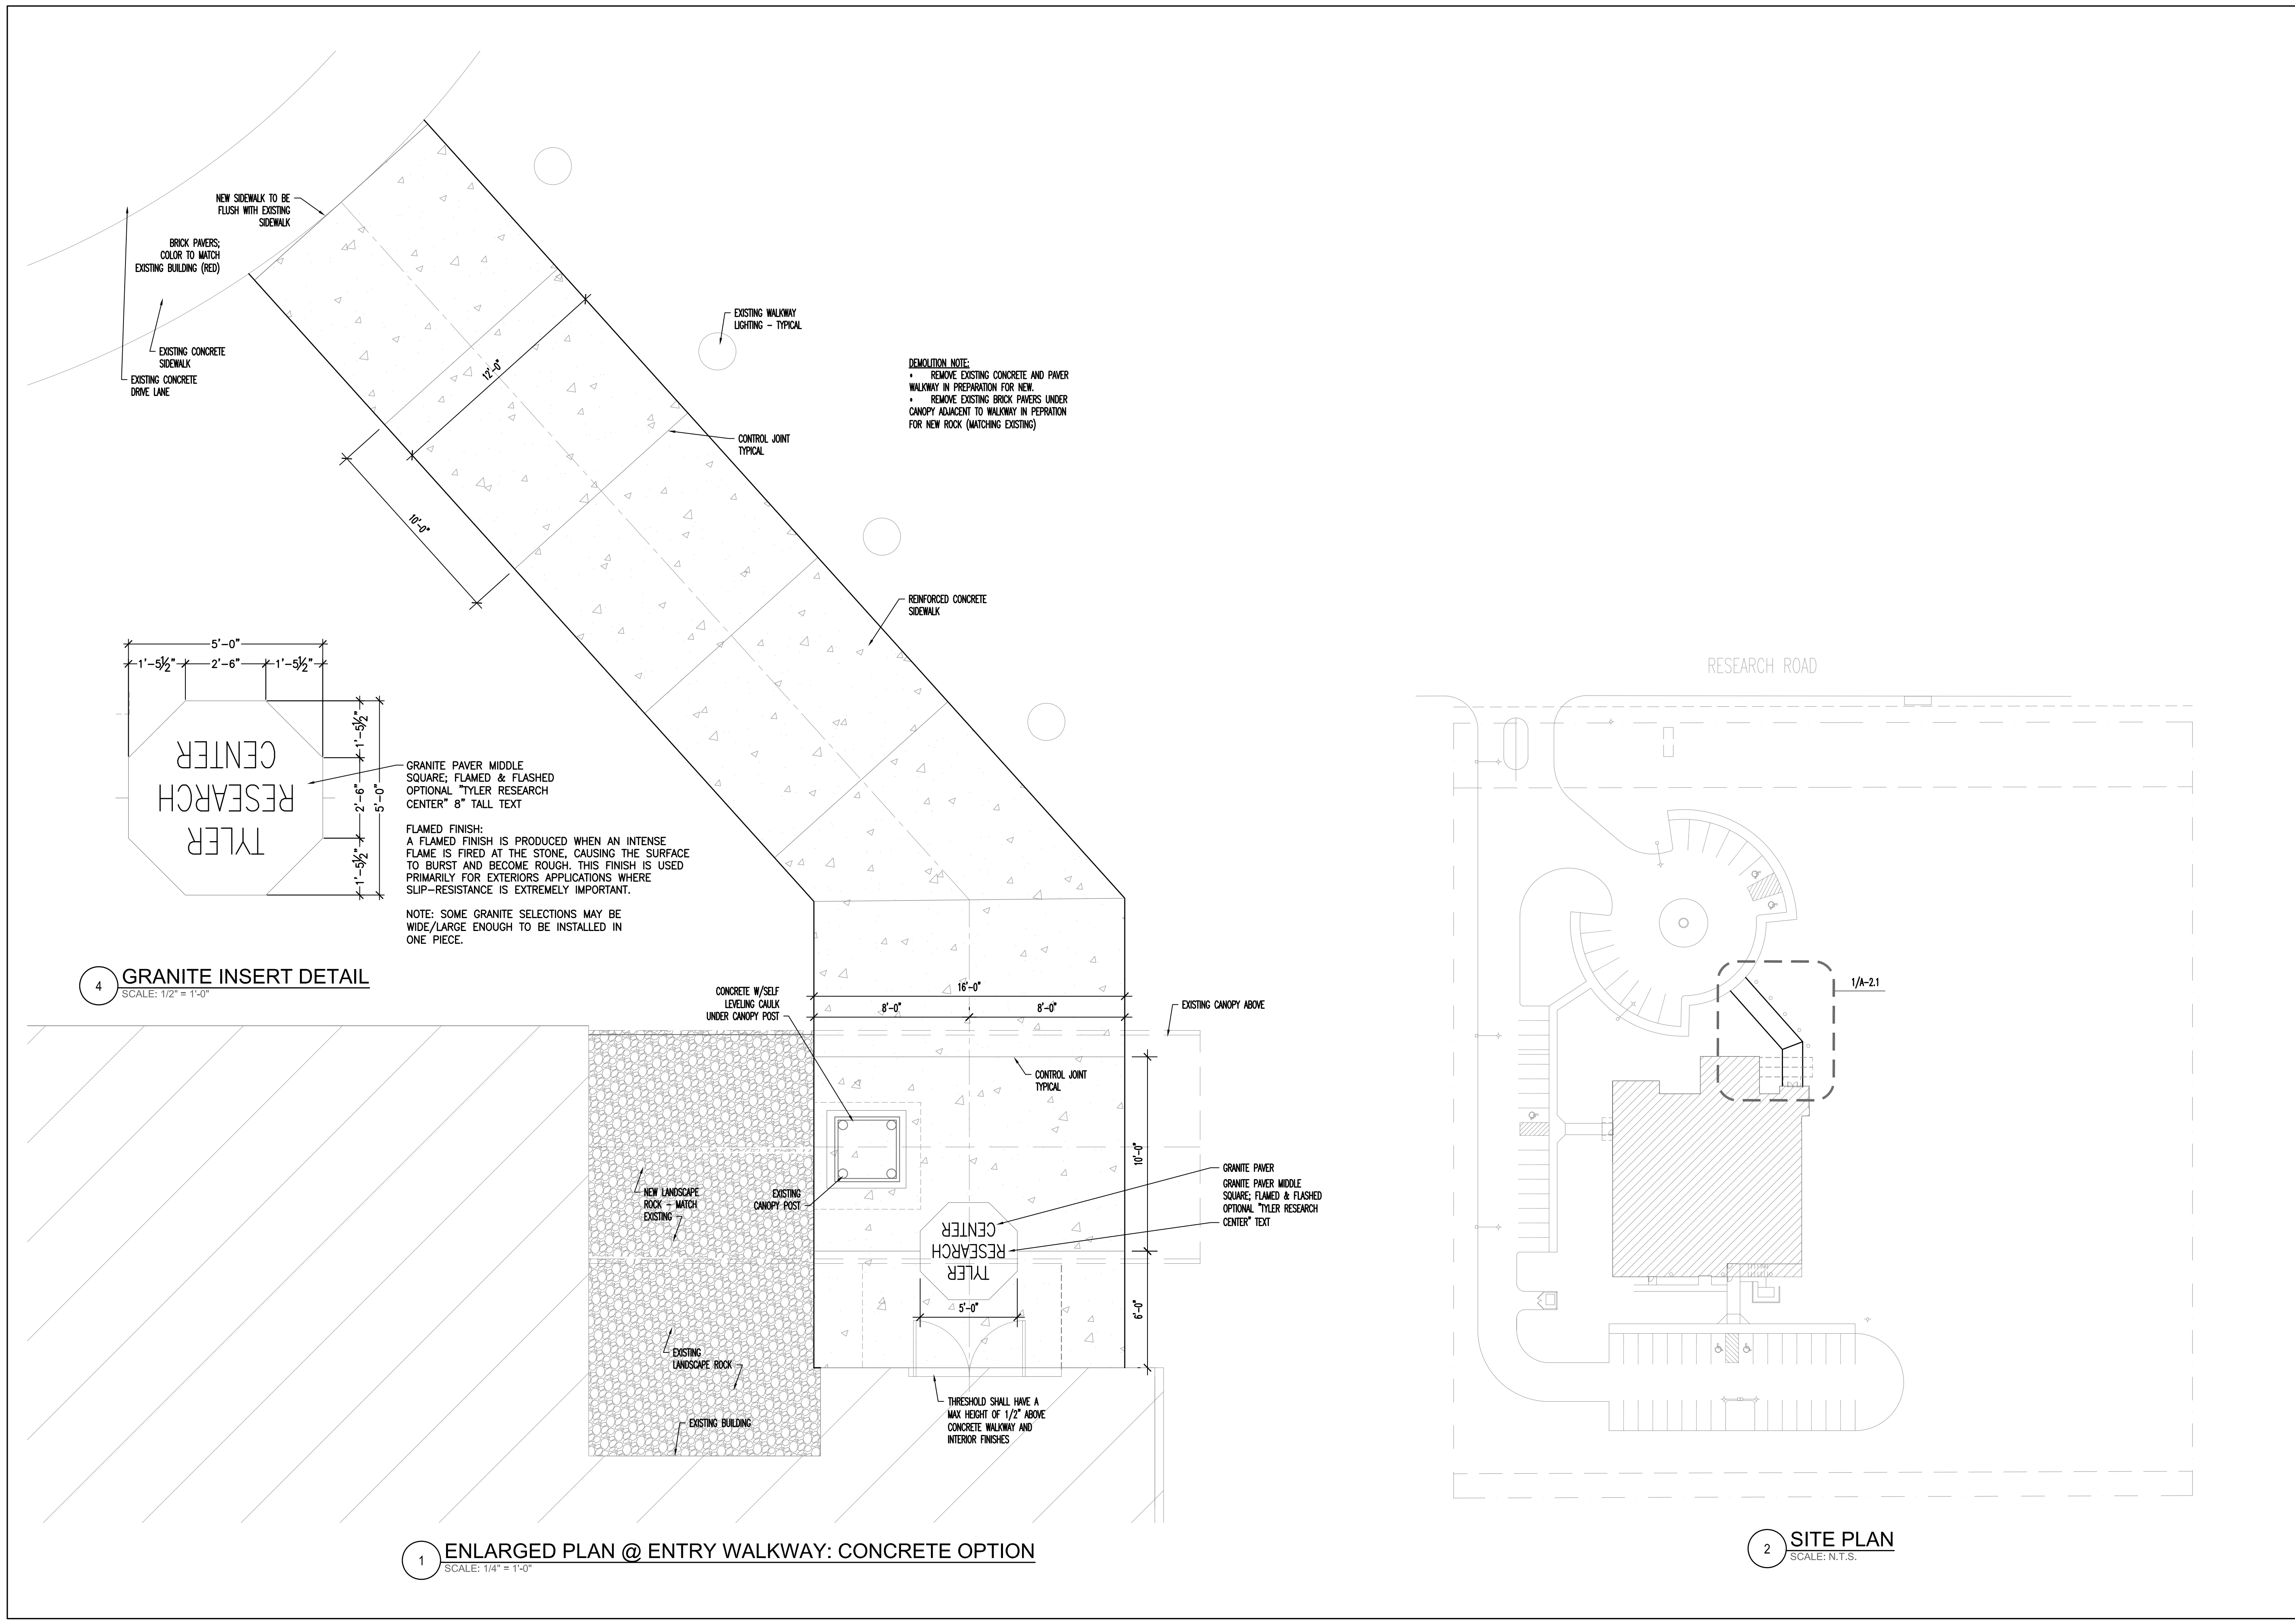 NEW SIDEWALK TO BE
FLUSH WITH EXISTING
SIDEWALK
BRICK PAVERS;
COLOR TO MATCH
EXISTING BUILDING (RED)
EXISTING CONCRETE
SIDEWALK
EXISTING CONCRETE
DRIVE LANE
12'-0"
10'-0"
EXISTING WALKWAY
LIGHTING - TYPICAL
DEMOLITION NOTE:
• REMOVE EXISTING CONCRETE AND PAVER
WALKWAY IN PREPARATION FOR NEW.
• REMOVE EXISTING BRICK PAVERS UNDER
CANOPY ADJACENT TO WALKWAY IN PEPRATION
FOR NEW ROCK (MATCHING EXISTING)
CONTROL JOINT
TYPICAL
REINFORCED CONCRETE
SIDEWALK
5'-0"
1'-5½"
2'-6"
1'-5½"
1'-5½"
2'-6"
5'-0"
1'-5½"
TYLER
RESEARCH
CENTER
GRANITE PAVER MIDDLE
SQUARE; FLAMED & FLASHED
OPTIONAL "TYLER RESEARCH
CENTER" 8" TALL TEXT
FLAMED FINISH:
A FLAMED FINISH IS PRODUCED WHEN AN INTENSE
FLAME IS FIRED AT THE STONE, CAUSING THE SURFACE
TO BURST AND BECOME ROUGH. THIS FINISH IS USED
PRIMARILY FOR EXTERIORS APPLICATIONS WHERE
SLIP-RESISTANCE IS EXTREMELY IMPORTANT.
NOTE: SOME GRANITE SELECTIONS MAY BE
WIDE/LARGE ENOUGH TO BE INSTALLED IN
ONE PIECE.
4
GRANITE INSERT DETAIL
SCALE: 1/2" = 1'-0"
CONCRETE W/SELF
LEVELING CAULK
UNDER CANOPY POST
16'-0"
8'-0"
8'-0"
EXISTING CANOPY ABOVE
CONTROL JOINT
TYPICAL
10'-0"
NEW LANDSCAPE
ROCK - MATCH
EXISTING
EXISTING
CANOPY POST
GRANITE PAVER
GRANITE PAVER MIDDLE
SQUARE; FLAMED & FLASHED
OPTIONAL "TYLER RESEARCH
CENTER" TEXT
TYLER
RESEARCH
CENTER
5'-0"
6'-0"
EXISTING
LANDSCAPE ROCK
EXISTING BUILDING
THRESHOLD SHALL HAVE A
MAX HEIGHT OF 1/2" ABOVE
CONCRETE WALKWAY AND
INTERIOR FINISHES
1
ENLARGED PLAN @ ENTRY WALKWAY: CONCRETE OPTION
SCALE: 1/4" = 1'-0"
RESEARCH ROAD
1/A-2.1
2
SITE PLAN
SCALE: N.T.S.